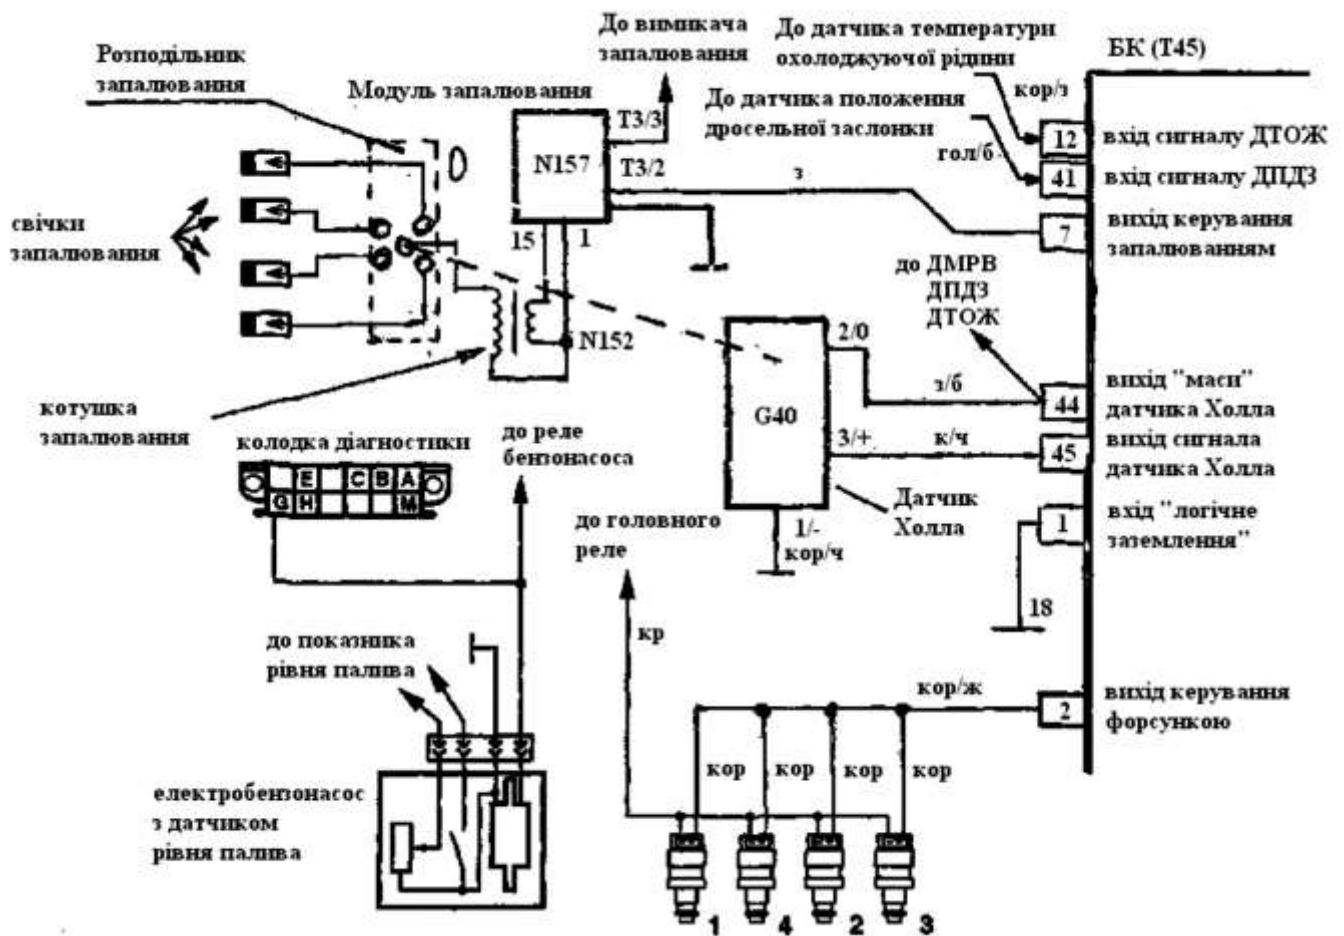 До вимикача
запалювання
До датчика температури
охолоджуючої рідини
БК (Т45)
Розподільник
запалювання
Модуль запалювання
До датчика положення
дросельної заслонки
кор/з
12
вхід сигналу ДТОЖ
Т3/3
N157
Т3/2
гол/б
41
вхід сигналу ДПДЗ
з
7
вихід керування
запалюванням
свічки
запалювання
15
1
до ДМРВ
ДПДЗ
ДТОЖ
N152
2/0
з/б
44
вихід "маси"
датчика Холла
G40
котушка
запалювання
3/+
к/ч
45
вихід сигнала
датчика Холла
колодка діагностики
до реле
бензонасоса
E C B A
G H M
Датчик
Холла
1/-
кор/ч
1
вхід "логічне
заземлення"
до головного
реле
18
кр
до показника
рівня палива
кор/ж
2
вихід керування
форсункою
кор кор кор кор
електробензонасос
з датчиком
рівня палива
1 4 2 3